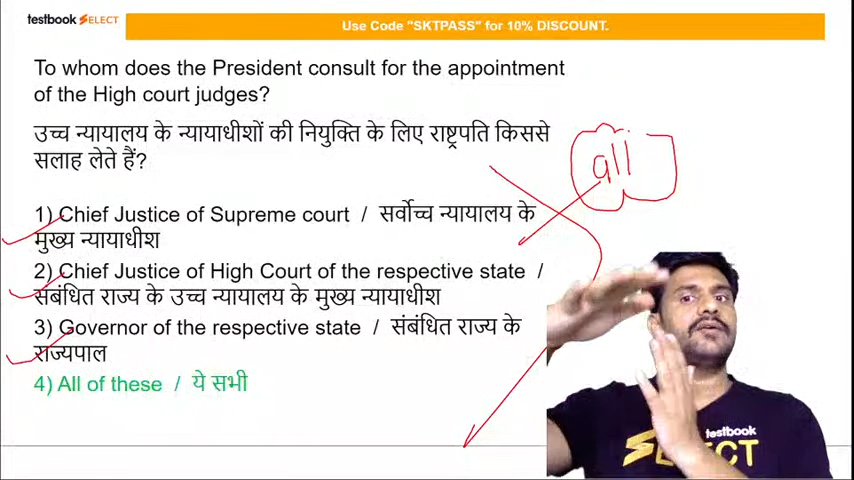 testbook SELECT
Use Code "SKTPASS" for 10% DISCOUNT.
To whom does the President consult for the appointment
of the High court judges?
उच्च न्यायालय के न्यायाधीशों की नियुक्ति के लिए राष्ट्रपति किससे
सलाह लेते हैं?
all
1) Chief Justice of Supreme court / सर्वोच्च न्यायालय के
मुख्य न्यायाधीश
2) Chief Justice of High Court of the respective state /
संबंधित राज्य के उच्च न्यायालय के मुख्य न्यायाधीश
3) Governor of the respective state / संबंधित राज्य के
राज्यपाल
4) All of these / ये सभी
testbook